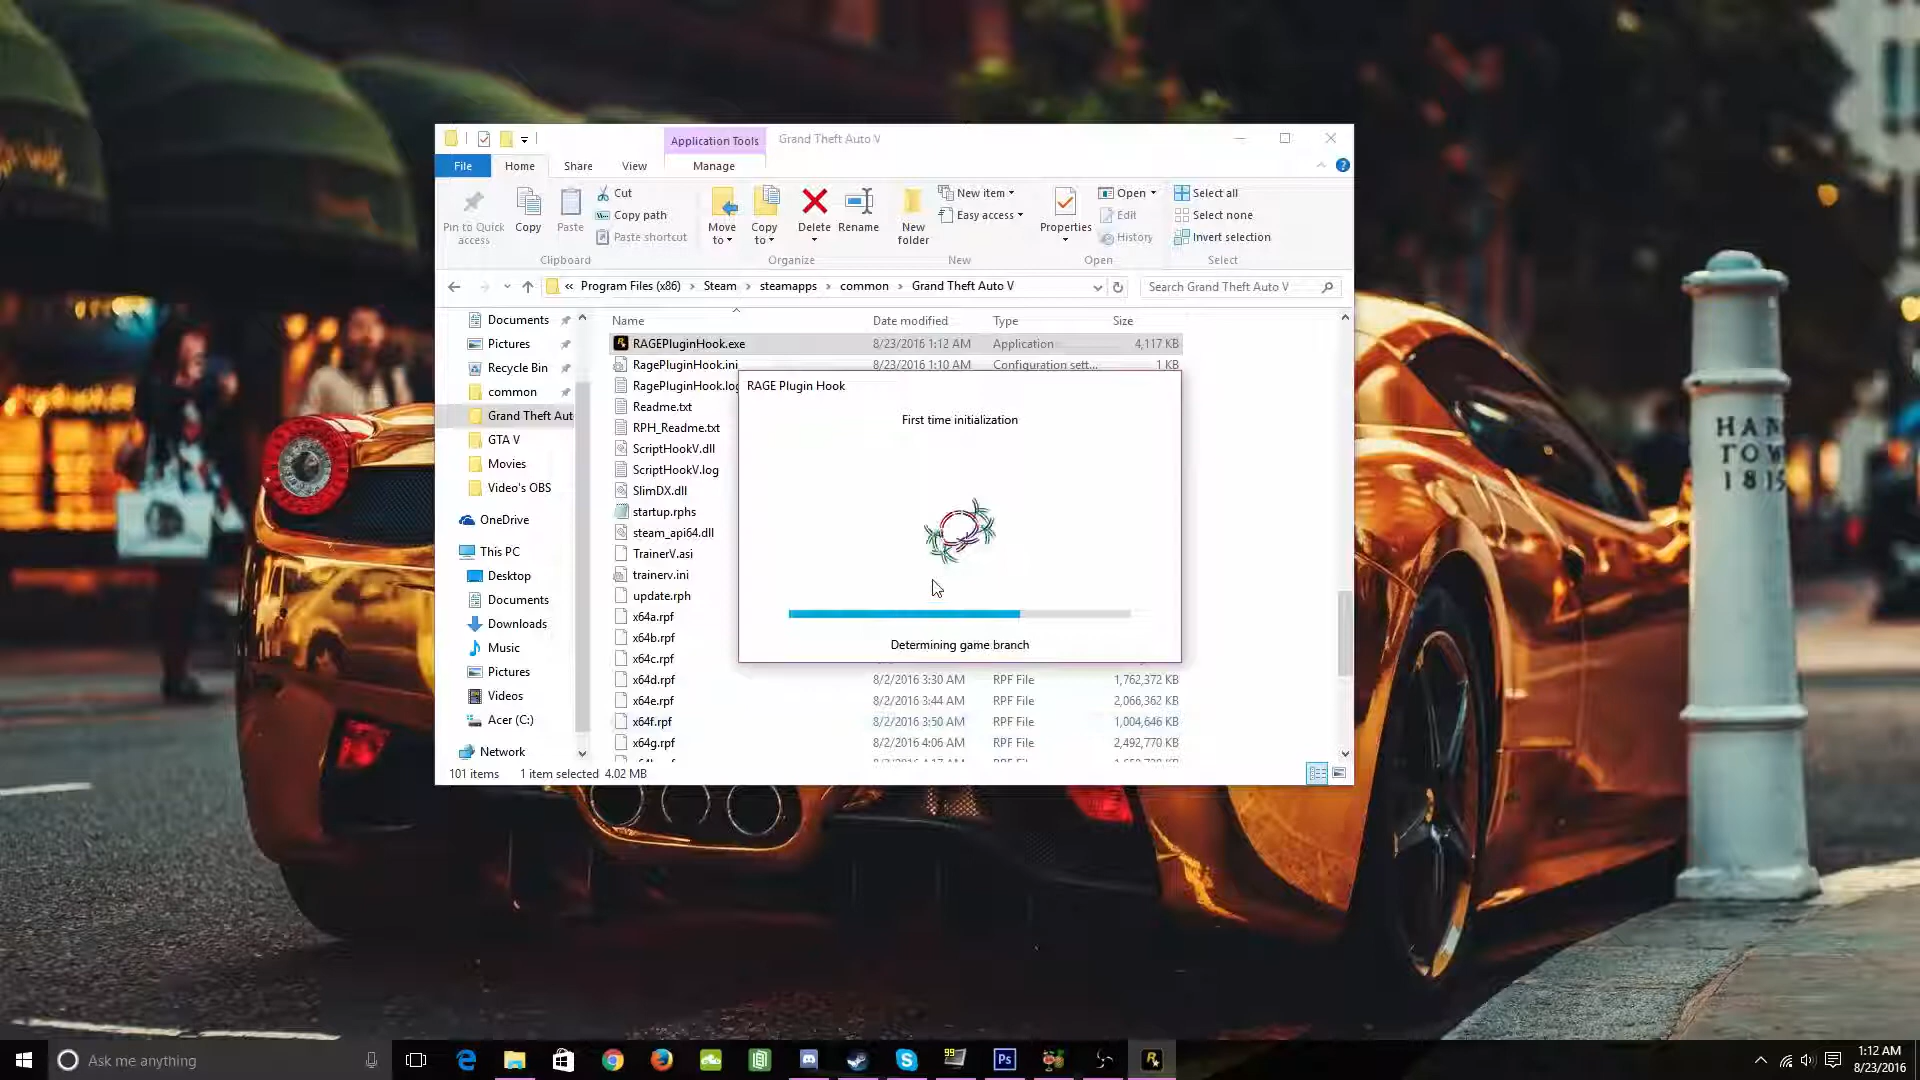 Application Tools
Grand Theft Auto V
File
Home
Share
View
Manage
Pin to Quick access
Copy
Paste
Cut
Copy path
Paste shortcut
Clipboard
Move to
Copy to
Delete
Rename
Organize
New folder
New item
Easy access
New
Properties
Open
Edit
History
Open
Select all
Select none
Invert selection
Select
« Program Files (x86) › Steam › steamapps › common › Grand Theft Auto V
Search Grand Theft Auto V
Documents
Pictures
Recycle Bin
common
Grand Theft Aut
GTA V
Movies
Video's OBS
OneDrive
This PC
Desktop
Documents
Downloads
Music
Pictures
Videos
Acer (C:)
Network
Name Date modified Type Size
RAGEPluginHook.exe 8/23/2016 1:12 AM Application 4,117 KB
RagePluginHook.ini 8/23/2016 1:10 AM Configuration sett... 1 KB
RagePluginHook.log
Readme.txt
RPH_Readme.txt
ScriptHookV.dll
ScriptHookV.log
SlimDX.dll
startup.rphs
steam_api64.dll
TrainerV.asi
trainerv.ini
update.rph
x64a.rpf
x64b.rpf
x64c.rpf
x64d.rpf 8/2/2016 3:30 AM RPF File 1,762,372 KB
x64e.rpf 8/2/2016 3:44 AM RPF File 2,066,362 KB
x64f.rpf 8/2/2016 3:50 AM RPF File 1,004,646 KB
x64g.rpf 8/2/2016 4:06 AM RPF File 2,492,770 KB
RAGE Plugin Hook
First time initialization
Determining game branch
101 items 1 item selected 4.02 MB
HAN
TOW
1815
Ask me anything
99
Ps
1:12 AM
8/23/2016